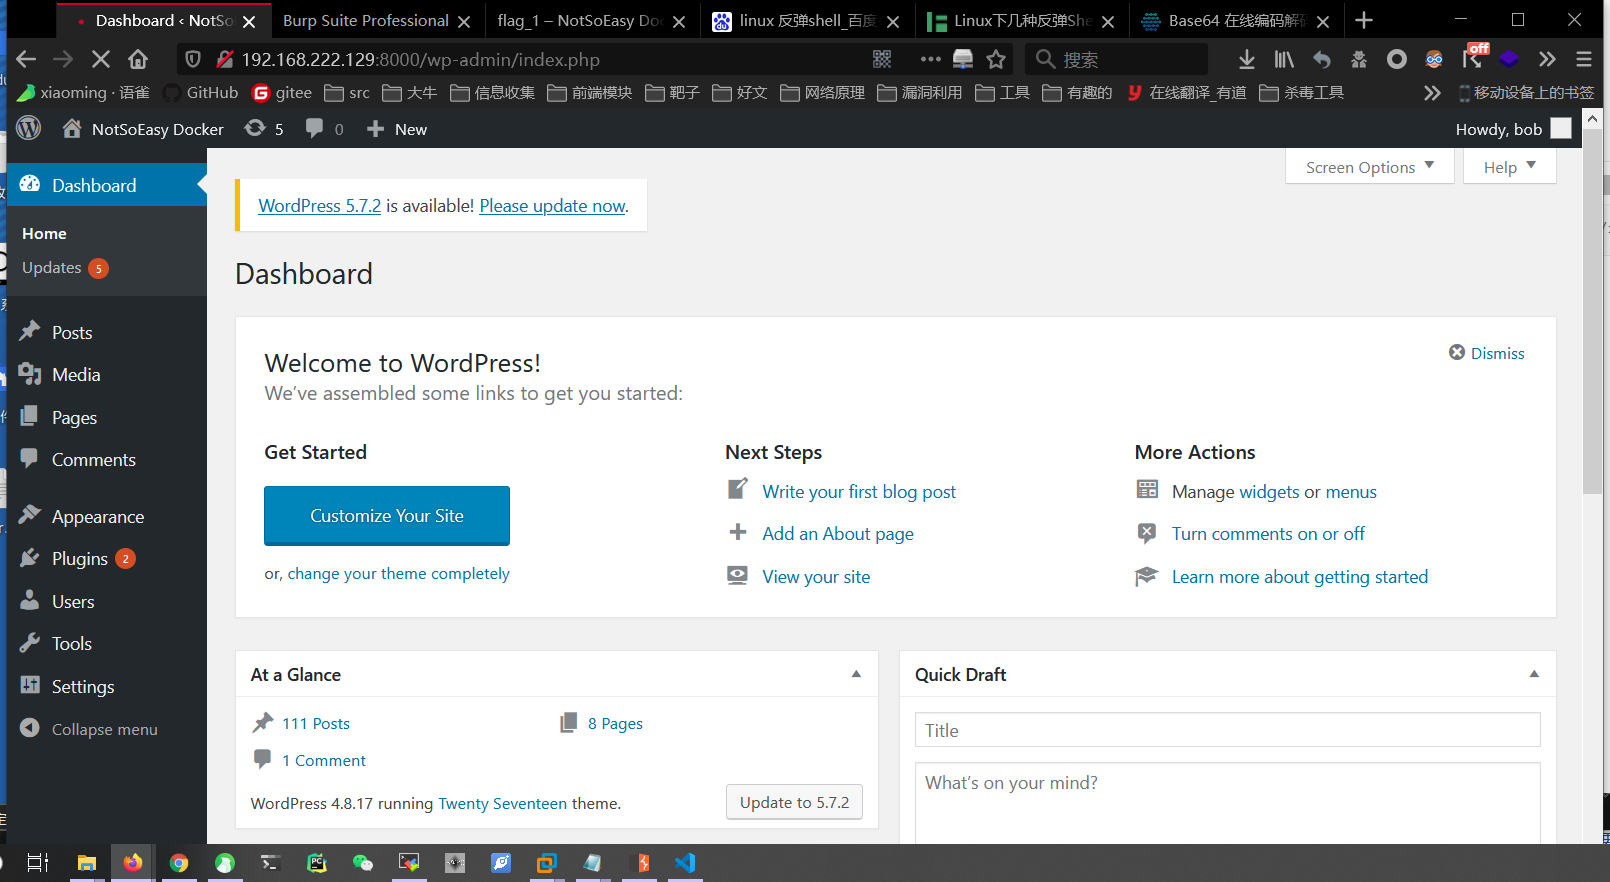 Dashboard ‹ NotSo
Burp Suite Professional
flag_1 – NotSoEasy Doc
linux 反弹shell_百度
Linux下几种反弹She
Base64 在线编码解码
192.168.222.129:8000/wp-admin/index.php
搜索
off
xiaoming · 语雀
GitHub
gitee
src
大牛
信息收集
前端模块
靶子
好文
网络原理
漏洞利用
工具
有趣的
在线翻译_有道
杀毒工具
移动设备上的书签
NotSoEasy Docker
5
0
New
Howdy, bob
Dashboard
Home
Updates 5
Posts
Media
Pages
Comments
Appearance
Plugins 2
Users
Tools
Settings
Collapse menu
Screen Options
Help
WordPress 5.7.2 is available! Please update now.
Dashboard
Welcome to WordPress!
We've assembled some links to get you started:
Dismiss
Get Started
Customize Your Site
or, change your theme completely
Next Steps
Write your first blog post
Add an About page
View your site
More Actions
Manage widgets or menus
Turn comments on or off
Learn more about getting started
At a Glance
111 Posts
8 Pages
1 Comment
WordPress 4.8.17 running Twenty Seventeen theme.
Update to 5.7.2
Quick Draft
Title
What's on your mind?